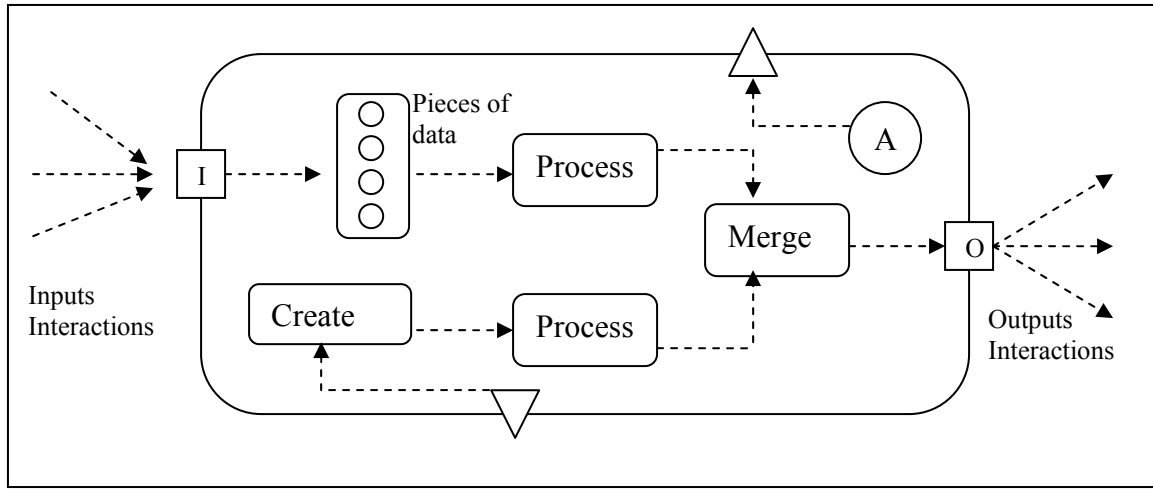 Pieces of
data
A
I
Process
Merge
O
Inputs
Interactions
Create
Process
Outputs
Interactions